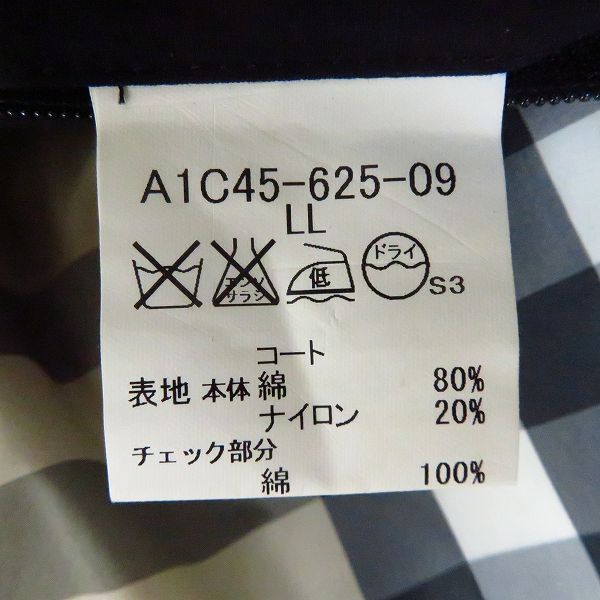 A1C45-625-09
LL
エンソ
サラシ
低
ドライ
S3
コート
表地 本体 綿 80%
ナイロン 20%
チェック部分
綿 100%